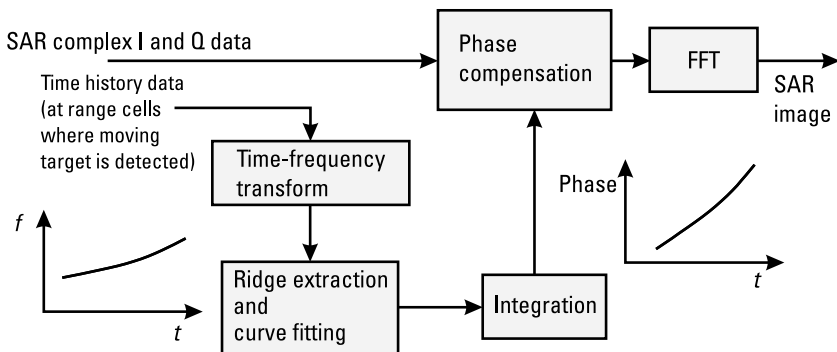 SAR complex I and Q data
Phase
compensation
FFT
SAR
image
Time history data
(at range cells
where moving
target is detected)
Time-frequency
transform
Phase
t
f
t
Ridge extraction
and
curve fitting
Integration